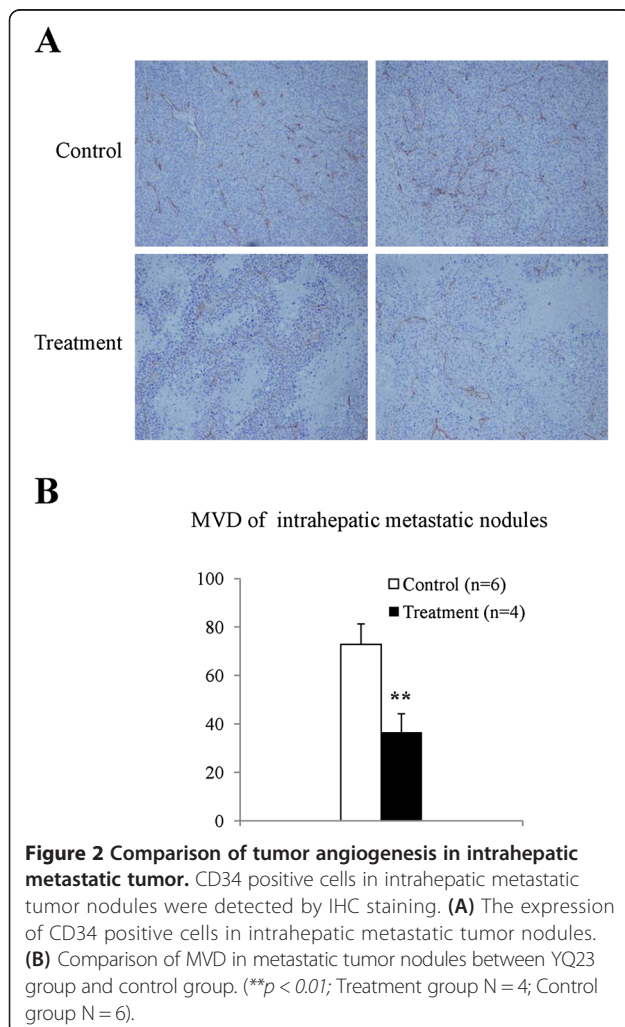 A
Control
Treatment
B
MVD of intrahepatic metastatic nodules
100
80
60
40
20
0
Control (n=6)
Treatment (n=4)
**
Figure 2 Comparison of tumor angiogenesis in intrahepatic
metastatic tumor. CD34 positive cells in intrahepatic metastatic
tumor nodules were detected by IHC staining. (A) The expression
of CD34 positive cells in intrahepatic metastatic tumor nodules.
(B) Comparison of MVD in metastatic tumor nodules between YQ23
group and control group. (**p < 0.01; Treatment group N = 4; Control
group N = 6).